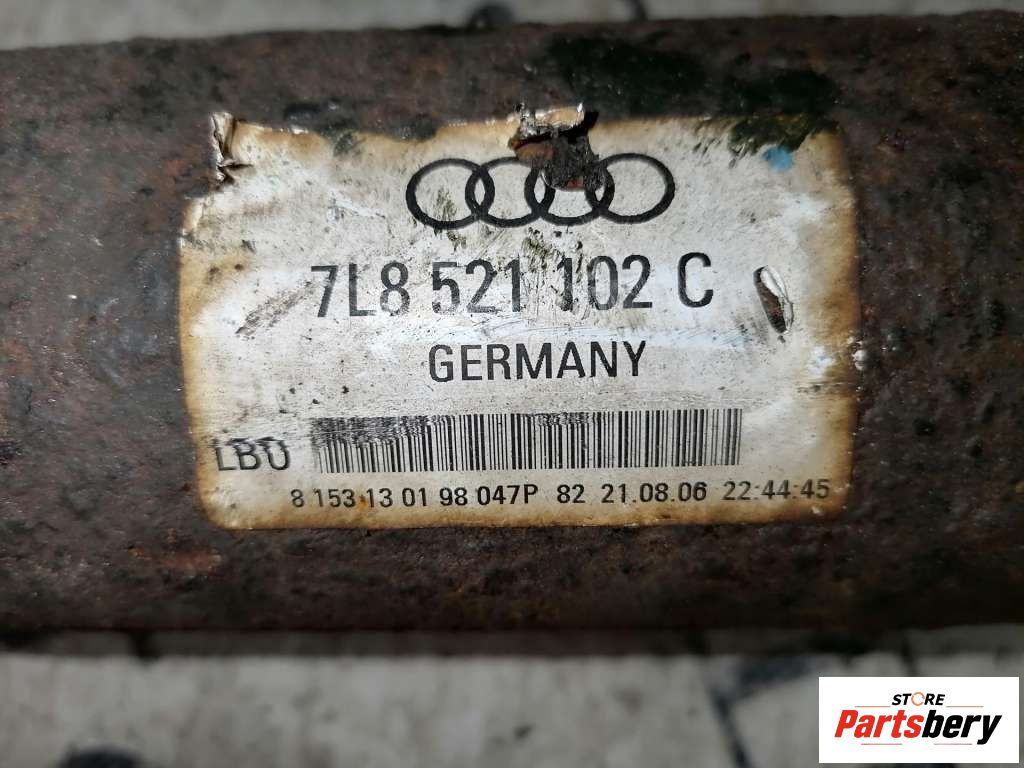 7L8 521 102 C
GERMANY
LB0
8 153 13 01 98 047P 82 21.08.06 22:44:45
STORE
Partsbery